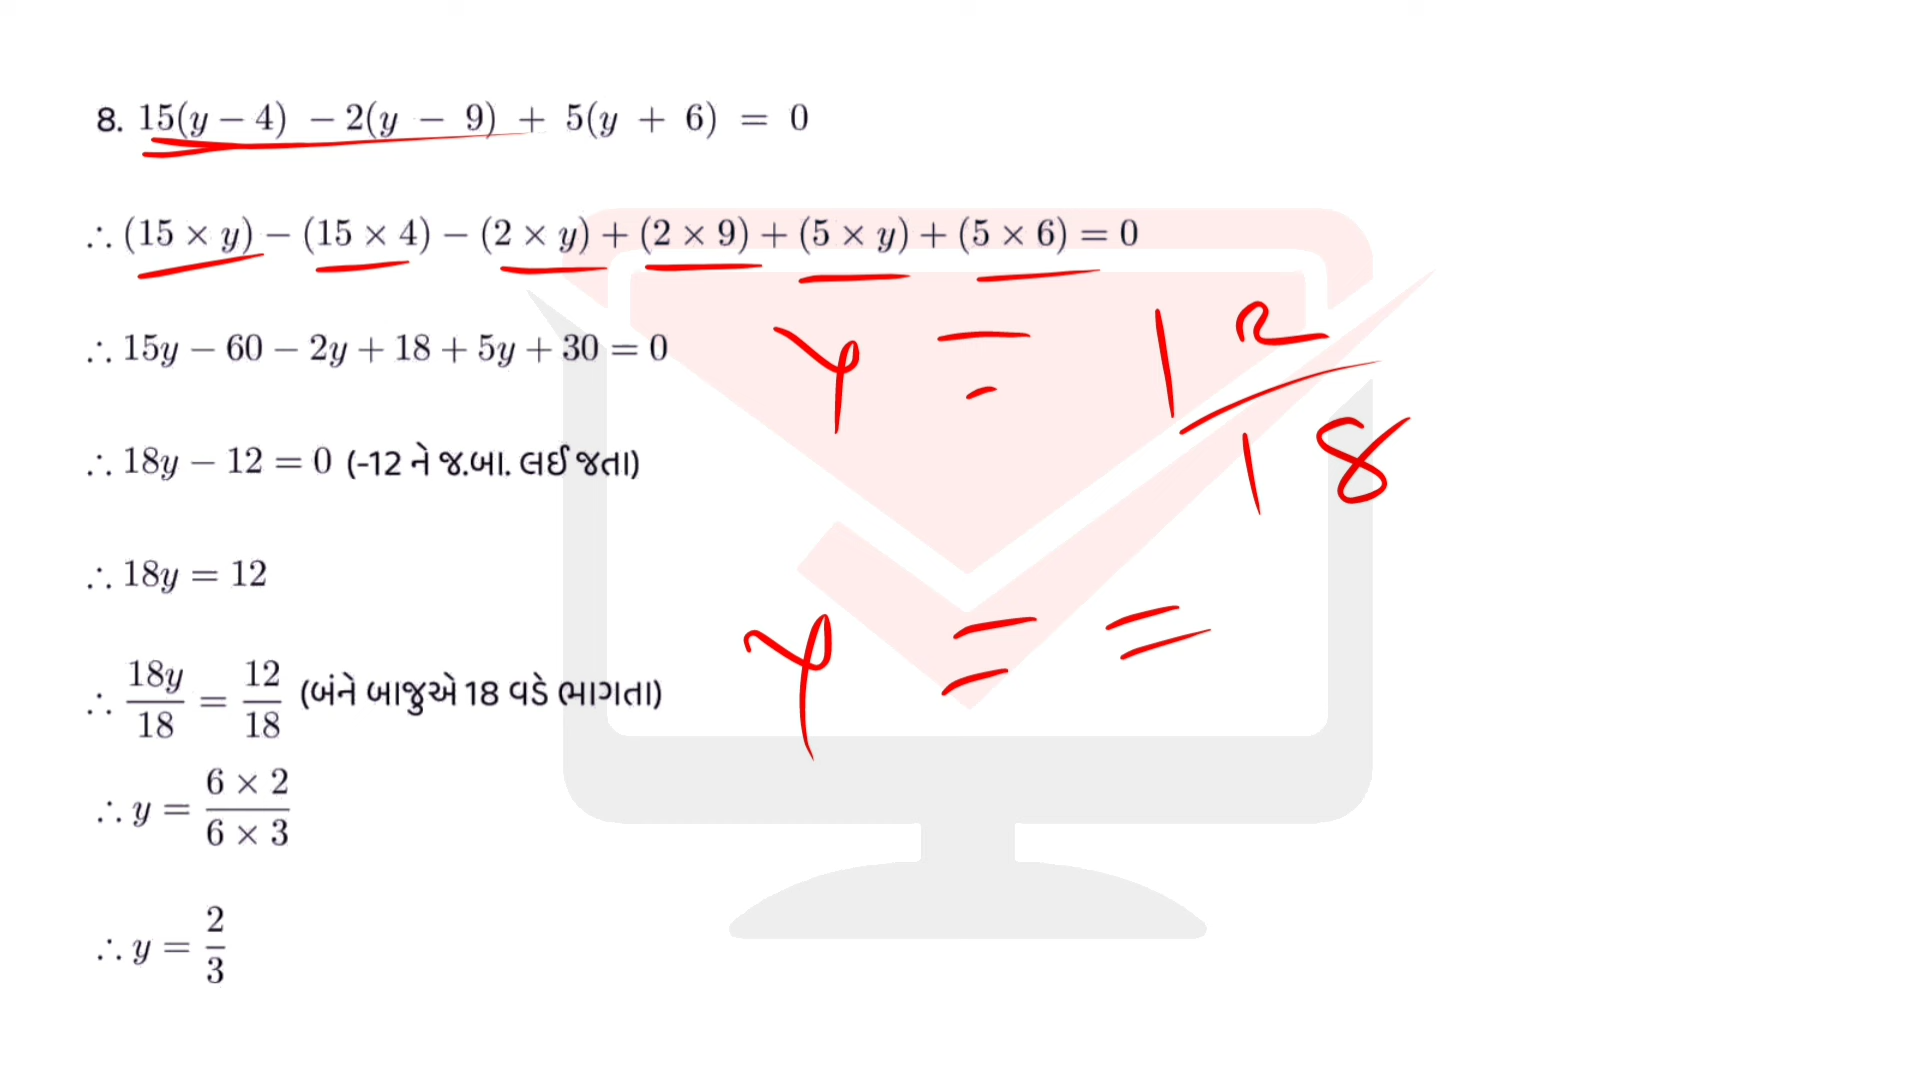 8. 15(y − 4) − 2(y − 9) + 5(y + 6) = 0
∴ (15 × y) − (15 × 4) − (2 × y) + (2 × 9) + (5 × y) + (5 × 6) = 0
∴ 15y − 60 − 2y + 18 + 5y + 30 = 0
y = 12/18
∴ 18y − 12 = 0 (-12 ને જ.બા. લઈ જતા)
∴ 18y = 12
y = =
∴ 18y/18 = 12/18 (બંને બાજુએ 18 વડે ભાગતા)
∴ y = (6 × 2)/(6 × 3)
∴ y = 2/3